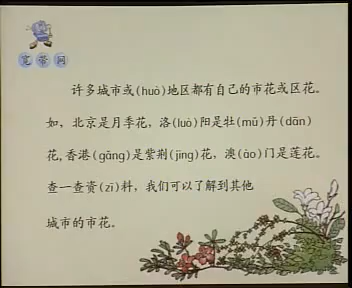 宽带网
许多城市或(huò)地区都有自己的市花或区花。
如，北京是月季花，洛(luò)阳是牡(mǔ)丹(dān)
花,香港(gāng)是紫荆(jīng)花，澳(ào)门是莲花。
查一查资(zī)料，我们可以了解到其他
城市的市花。